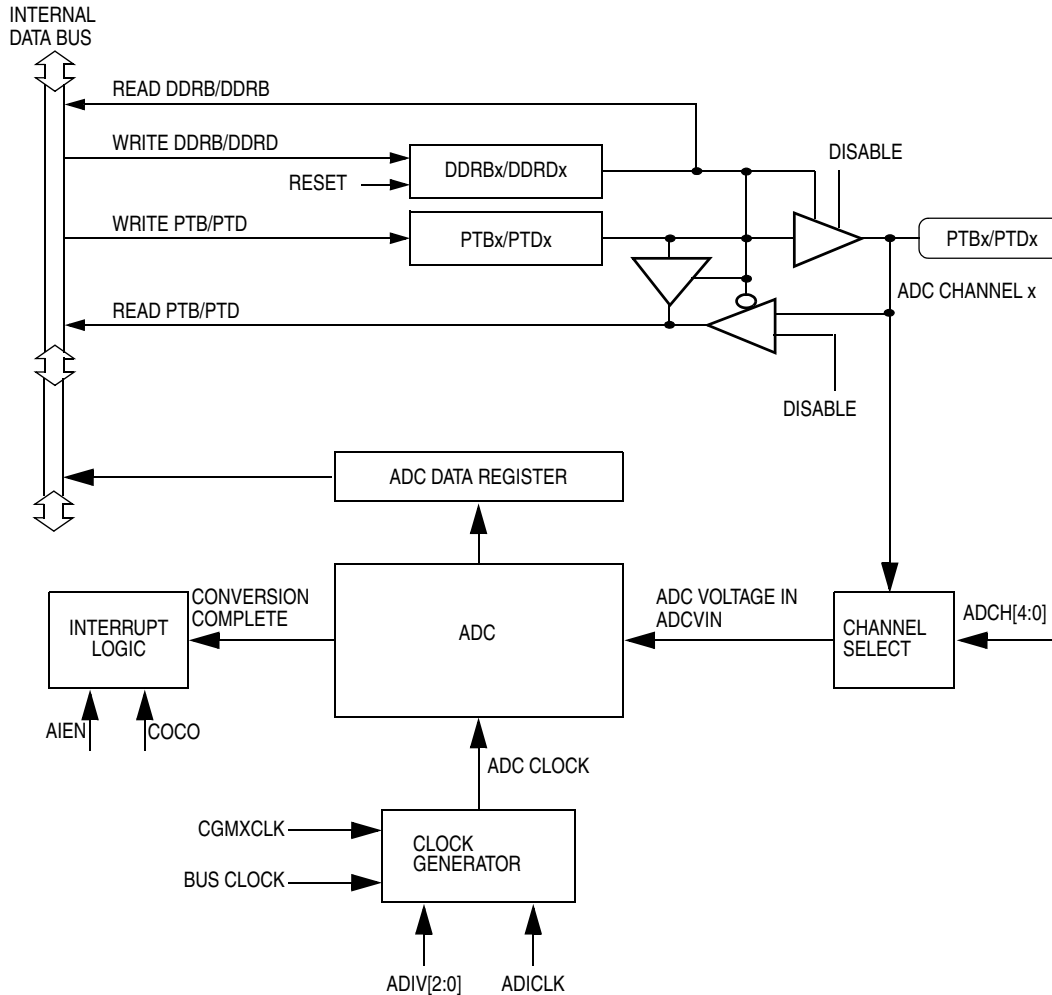 INTERNAL
DATA BUS
READ DDRB/DDRB
WRITE DDRB/DDRD
DISABLE
DDRBx/DDRDx
RESET
WRITE PTB/PTD
PTBx/PTDx
PTBx/PTDx
ADC CHANNEL x
READ PTB/PTD
DISABLE
ADC DATA REGISTER
CONVERSION
COMPLETE
ADC VOLTAGE IN
ADCVIN
ADCH[4:0]
INTERRUPT
LOGIC
ADC
CHANNEL
SELECT
AIEN
COCO
ADC CLOCK
CGMXCLK
CLOCK
GENERATOR
BUS CLOCK
ADIV[2:0]
ADICLK